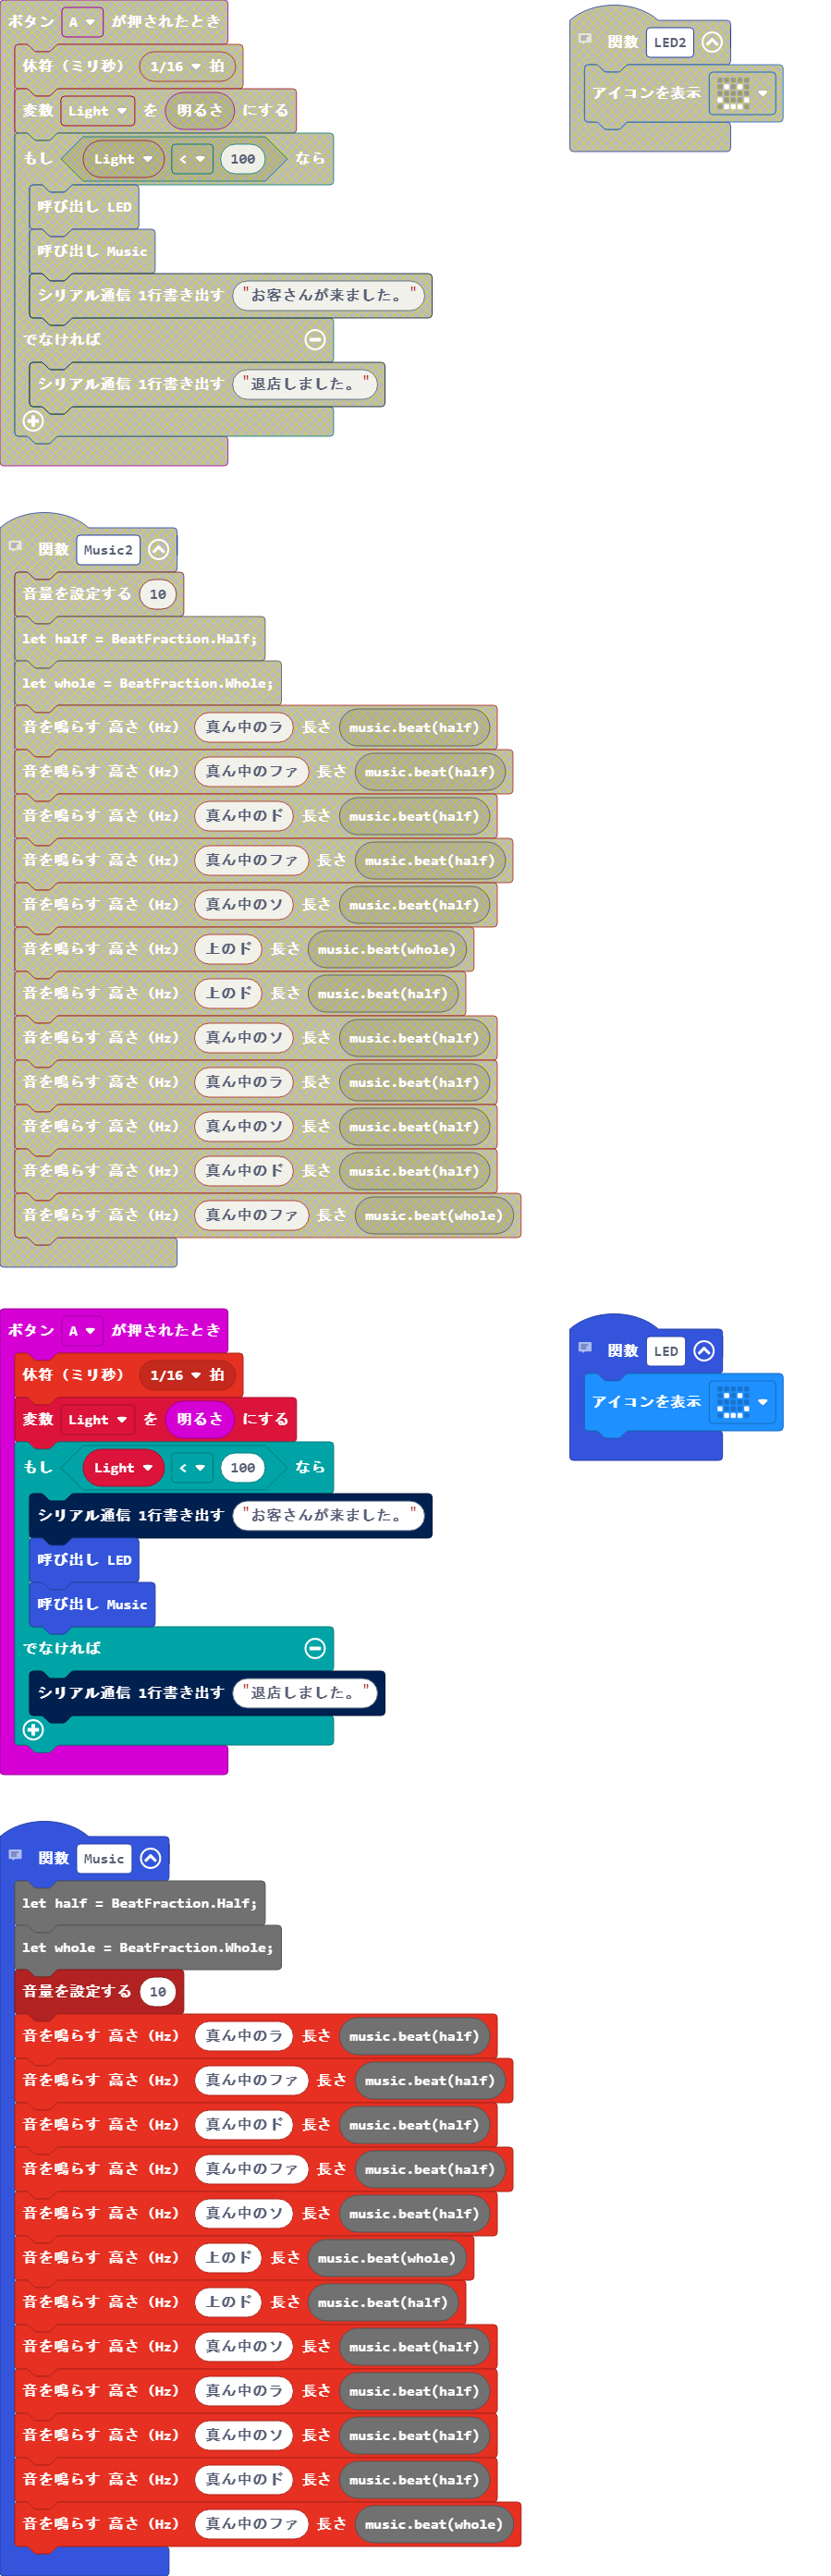 ボタン A が押されたとき
休符(ミリ秒) 1/16 拍
変数 Light を 明るさ にする
もし Light < 100 なら
呼び出し LED
呼び出し Music
シリアル通信 1行書き出す "お客さんが来ました。"
でなければ
シリアル通信 1行書き出す "退店しました。"
関数 LED2
アイコンを表示
関数 Music2
音量を設定する 10
let half = BeatFraction.Half;
let whole = BeatFraction.Whole;
音を鳴らす 高さ (Hz) 真ん中のラ 長さ music.beat(half)
音を鳴らす 高さ (Hz) 真ん中のファ 長さ music.beat(half)
音を鳴らす 高さ (Hz) 真ん中のド 長さ music.beat(half)
音を鳴らす 高さ (Hz) 真ん中のファ 長さ music.beat(half)
音を鳴らす 高さ (Hz) 真ん中のソ 長さ music.beat(half)
音を鳴らす 高さ (Hz) 上のド 長さ music.beat(whole)
音を鳴らす 高さ (Hz) 上のド 長さ music.beat(half)
音を鳴らす 高さ (Hz) 真ん中のソ 長さ music.beat(half)
音を鳴らす 高さ (Hz) 真ん中のラ 長さ music.beat(half)
音を鳴らす 高さ (Hz) 真ん中のソ 長さ music.beat(half)
音を鳴らす 高さ (Hz) 真ん中のド 長さ music.beat(half)
音を鳴らす 高さ (Hz) 真ん中のファ 長さ music.beat(whole)
ボタン A が押されたとき
休符(ミリ秒) 1/16 拍
変数 Light を 明るさ にする
もし Light < 100 なら
シリアル通信 1行書き出す "お客さんが来ました。"
呼び出し LED
呼び出し Music
でなければ
シリアル通信 1行書き出す "退店しました。"
関数 LED
アイコンを表示
関数 Music
let half = BeatFraction.Half;
let whole = BeatFraction.Whole;
音量を設定する 10
音を鳴らす 高さ (Hz) 真ん中のラ 長さ music.beat(half)
音を鳴らす 高さ (Hz) 真ん中のファ 長さ music.beat(half)
音を鳴らす 高さ (Hz) 真ん中のド 長さ music.beat(half)
音を鳴らす 高さ (Hz) 真ん中のファ 長さ music.beat(half)
音を鳴らす 高さ (Hz) 真ん中のソ 長さ music.beat(half)
音を鳴らす 高さ (Hz) 上のド 長さ music.beat(whole)
音を鳴らす 高さ (Hz) 上のド 長さ music.beat(half)
音を鳴らす 高さ (Hz) 真ん中のソ 長さ music.beat(half)
音を鳴らす 高さ (Hz) 真ん中のラ 長さ music.beat(half)
音を鳴らす 高さ (Hz) 真ん中のソ 長さ music.beat(half)
音を鳴らす 高さ (Hz) 真ん中のド 長さ music.beat(half)
音を鳴らす 高さ (Hz) 真ん中のファ 長さ music.beat(whole)